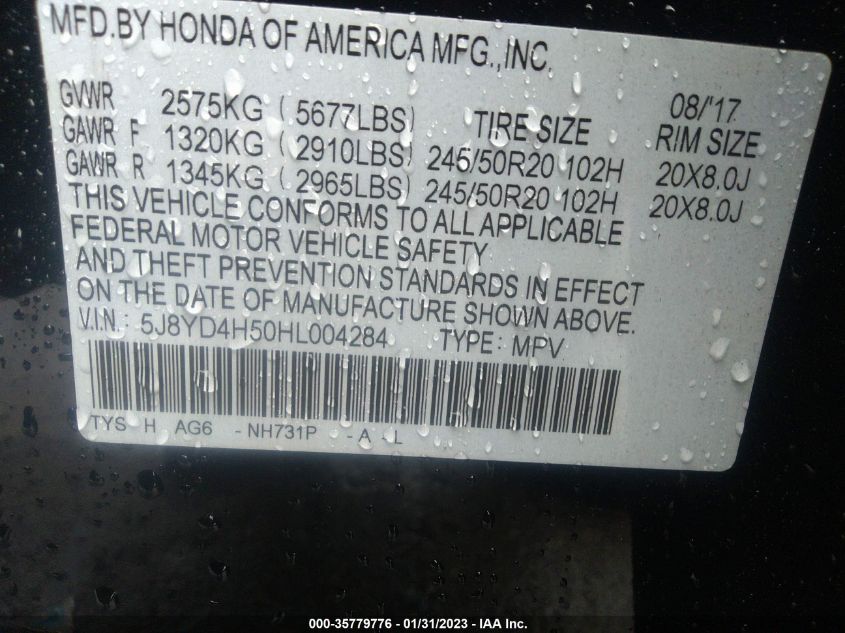 MFD.BY HONDA OF AMERICA MFG.,INC.
08/'17
GVWR 2575KG ( 5677LBS) TIRE SIZE RIM SIZE
GAWR F 1320KG ( 2910LBS) 245/50R20 102H 20X8.0J
GAWR R 1345KG ( 2965LBS) 245/50R20 102H 20X8.0J
THIS VEHICLE CONFORMS TO ALL APPLICABLE
FEDERAL MOTOR VEHICLE SAFETY
AND THEFT PREVENTION STANDARDS IN EFFECT
ON THE DATE OF MANUFACTURE SHOWN ABOVE.
V.I.N.: 5J8YD4H50HL004284 TYPE: MPV
TYS H AG6 -NH731P -A -L
000-35779776 - 01/31/2023 - IAA Inc.